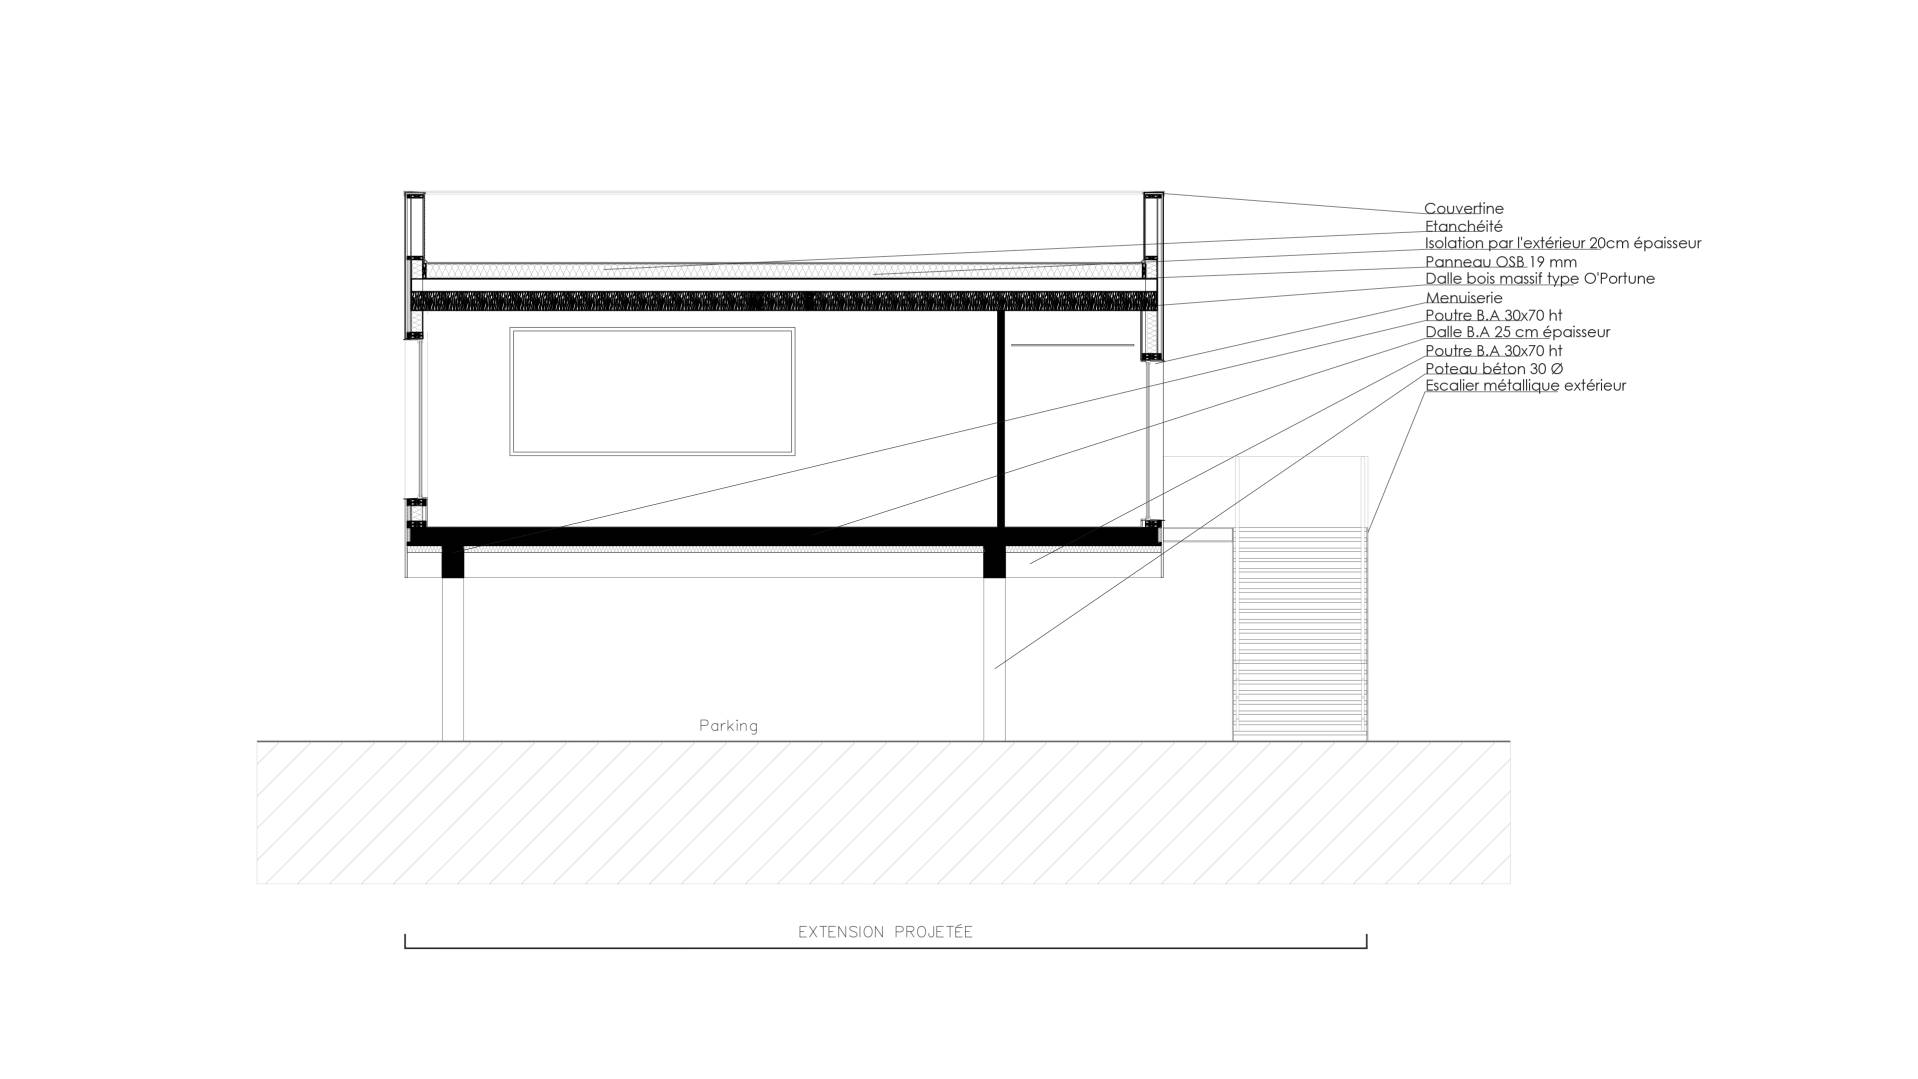 Couvertine
Etanchéité
Isolation par l'extérieur 20cm épaisseur
Panneau OSB 19 mm
Dalle bois massif type O'Portune
Menuiserie
Poutre B.A 30x70 ht
Dalle B.A 25 cm épaisseur
Poutre B.A 30x70 ht
Poteau béton 30 Ø
Escalier métallique extérieur
Parking
EXTENSION PROJETÉE